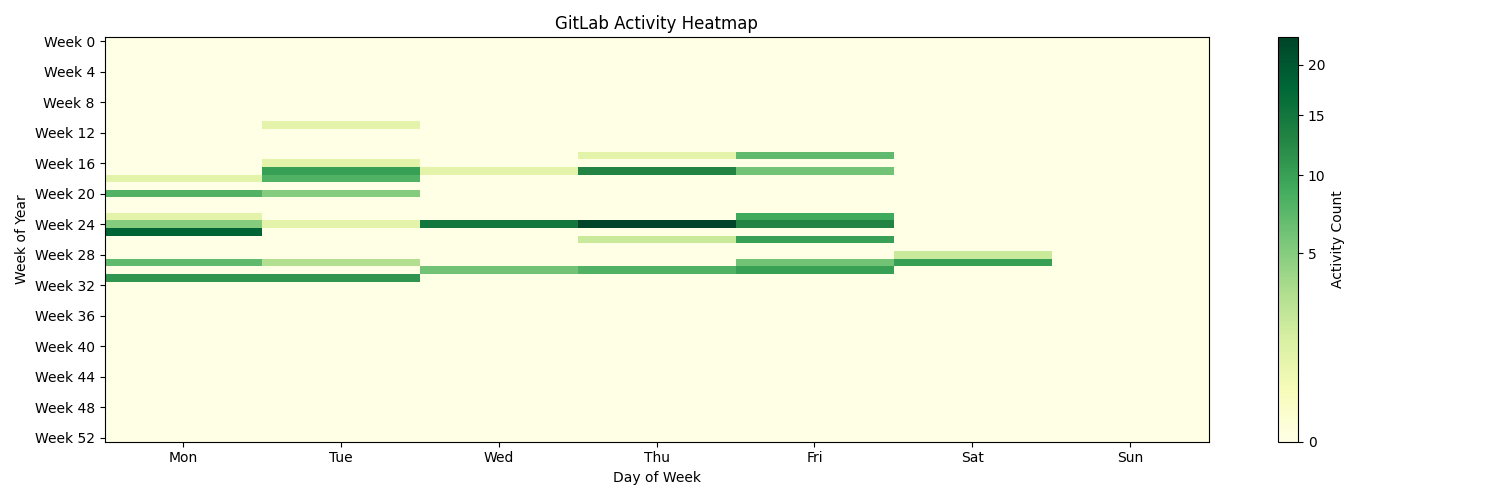 GitLab Activity Heatmap
Week 0
Week 4
Week 8
Week 12
Week 16
Week 20
Week 24
Week 28
Week 32
Week 36
Week 40
Week 44
Week 48
Week 52
Week of Year
Mon Tue Wed Thu Fri Sat Sun
Day of Week
20
15
10
5
0
Activity Count